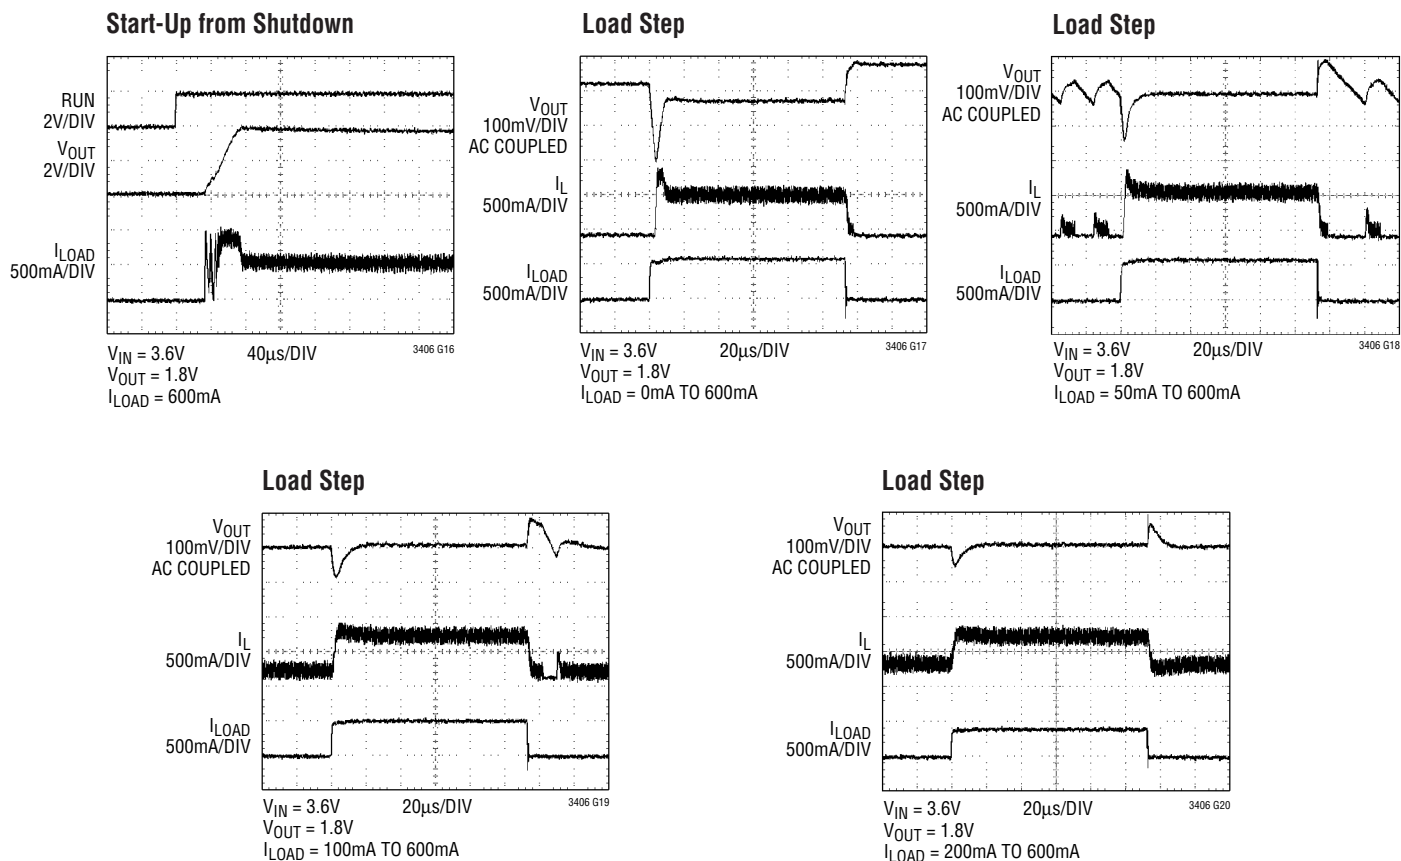 Start-Up from Shutdown
RUN
2V/DIV
VOUT
2V/DIV
ILOAD
500mA/DIV
VIN = 3.6V
40µs/DIV
3406 G16
VOUT = 1.8V
ILOAD = 600mA
Load Step
VOUT
100mV/DIV
AC COUPLED
IL
500mA/DIV
ILOAD
500mA/DIV
VIN = 3.6V
20µs/DIV
3406 G17
VOUT = 1.8V
ILOAD = 0mA TO 600mA
Load Step
VOUT
100mV/DIV
AC COUPLED
IL
500mA/DIV
ILOAD
500mA/DIV
VIN = 3.6V
20µs/DIV
3406 G18
VOUT = 1.8V
ILOAD = 50mA TO 600mA
Load Step
VOUT
100mV/DIV
AC COUPLED
IL
500mA/DIV
ILOAD
500mA/DIV
VIN = 3.6V
20µs/DIV
3406 G19
VOUT = 1.8V
ILOAD = 100mA TO 600mA
Load Step
VOUT
100mV/DIV
AC COUPLED
IL
500mA/DIV
ILOAD
500mA/DIV
VIN = 3.6V
20µs/DIV
3406 G20
VOUT = 1.8V
ILOAD = 200mA TO 600mA